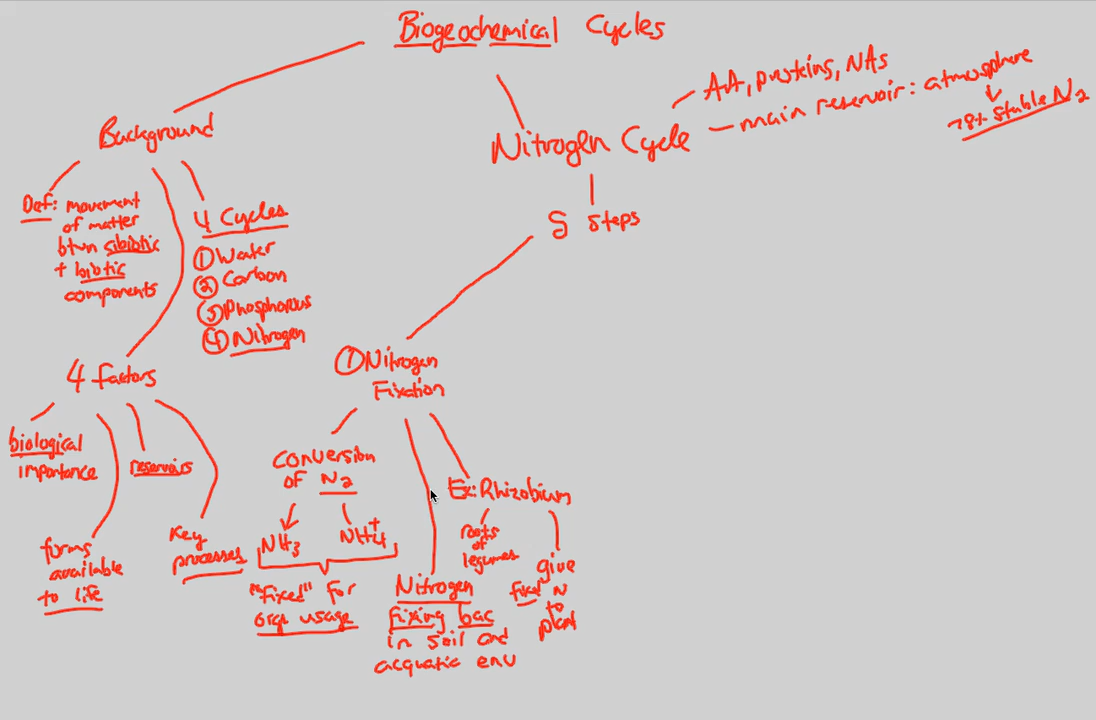 Biogeochemical Cycles
Background
Def: movement
of matter
btwn abiotic
+ biotic
components
4 Cycles
① Water
② Carbon
③ Phosphorous
④ Nitrogen
4 factors
biological
importance
forms
available
to life
reservoirs
Key
processes
Nitrogen Cycle
AA, proteins, NAs
main reservoir: atmosphere
78% stable N2
5 steps
① Nitrogen
Fixation
conversion
of N2
NH3
NH4+
"fixed" for
org. usage
Nitrogen
fixing bac
in soil and
acquatic env
Ex: Rhizobium
roots
of
legumes
give
fixed N
to
plant